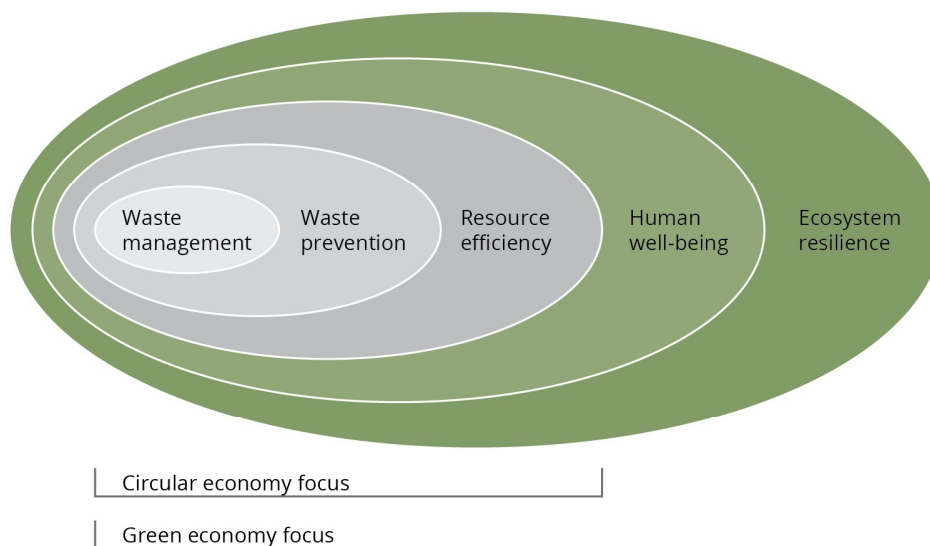 Waste
management
Waste
prevention
Resource
efficiency
Human
well-being
Ecosystem
resilience
Circular economy focus
Green economy focus